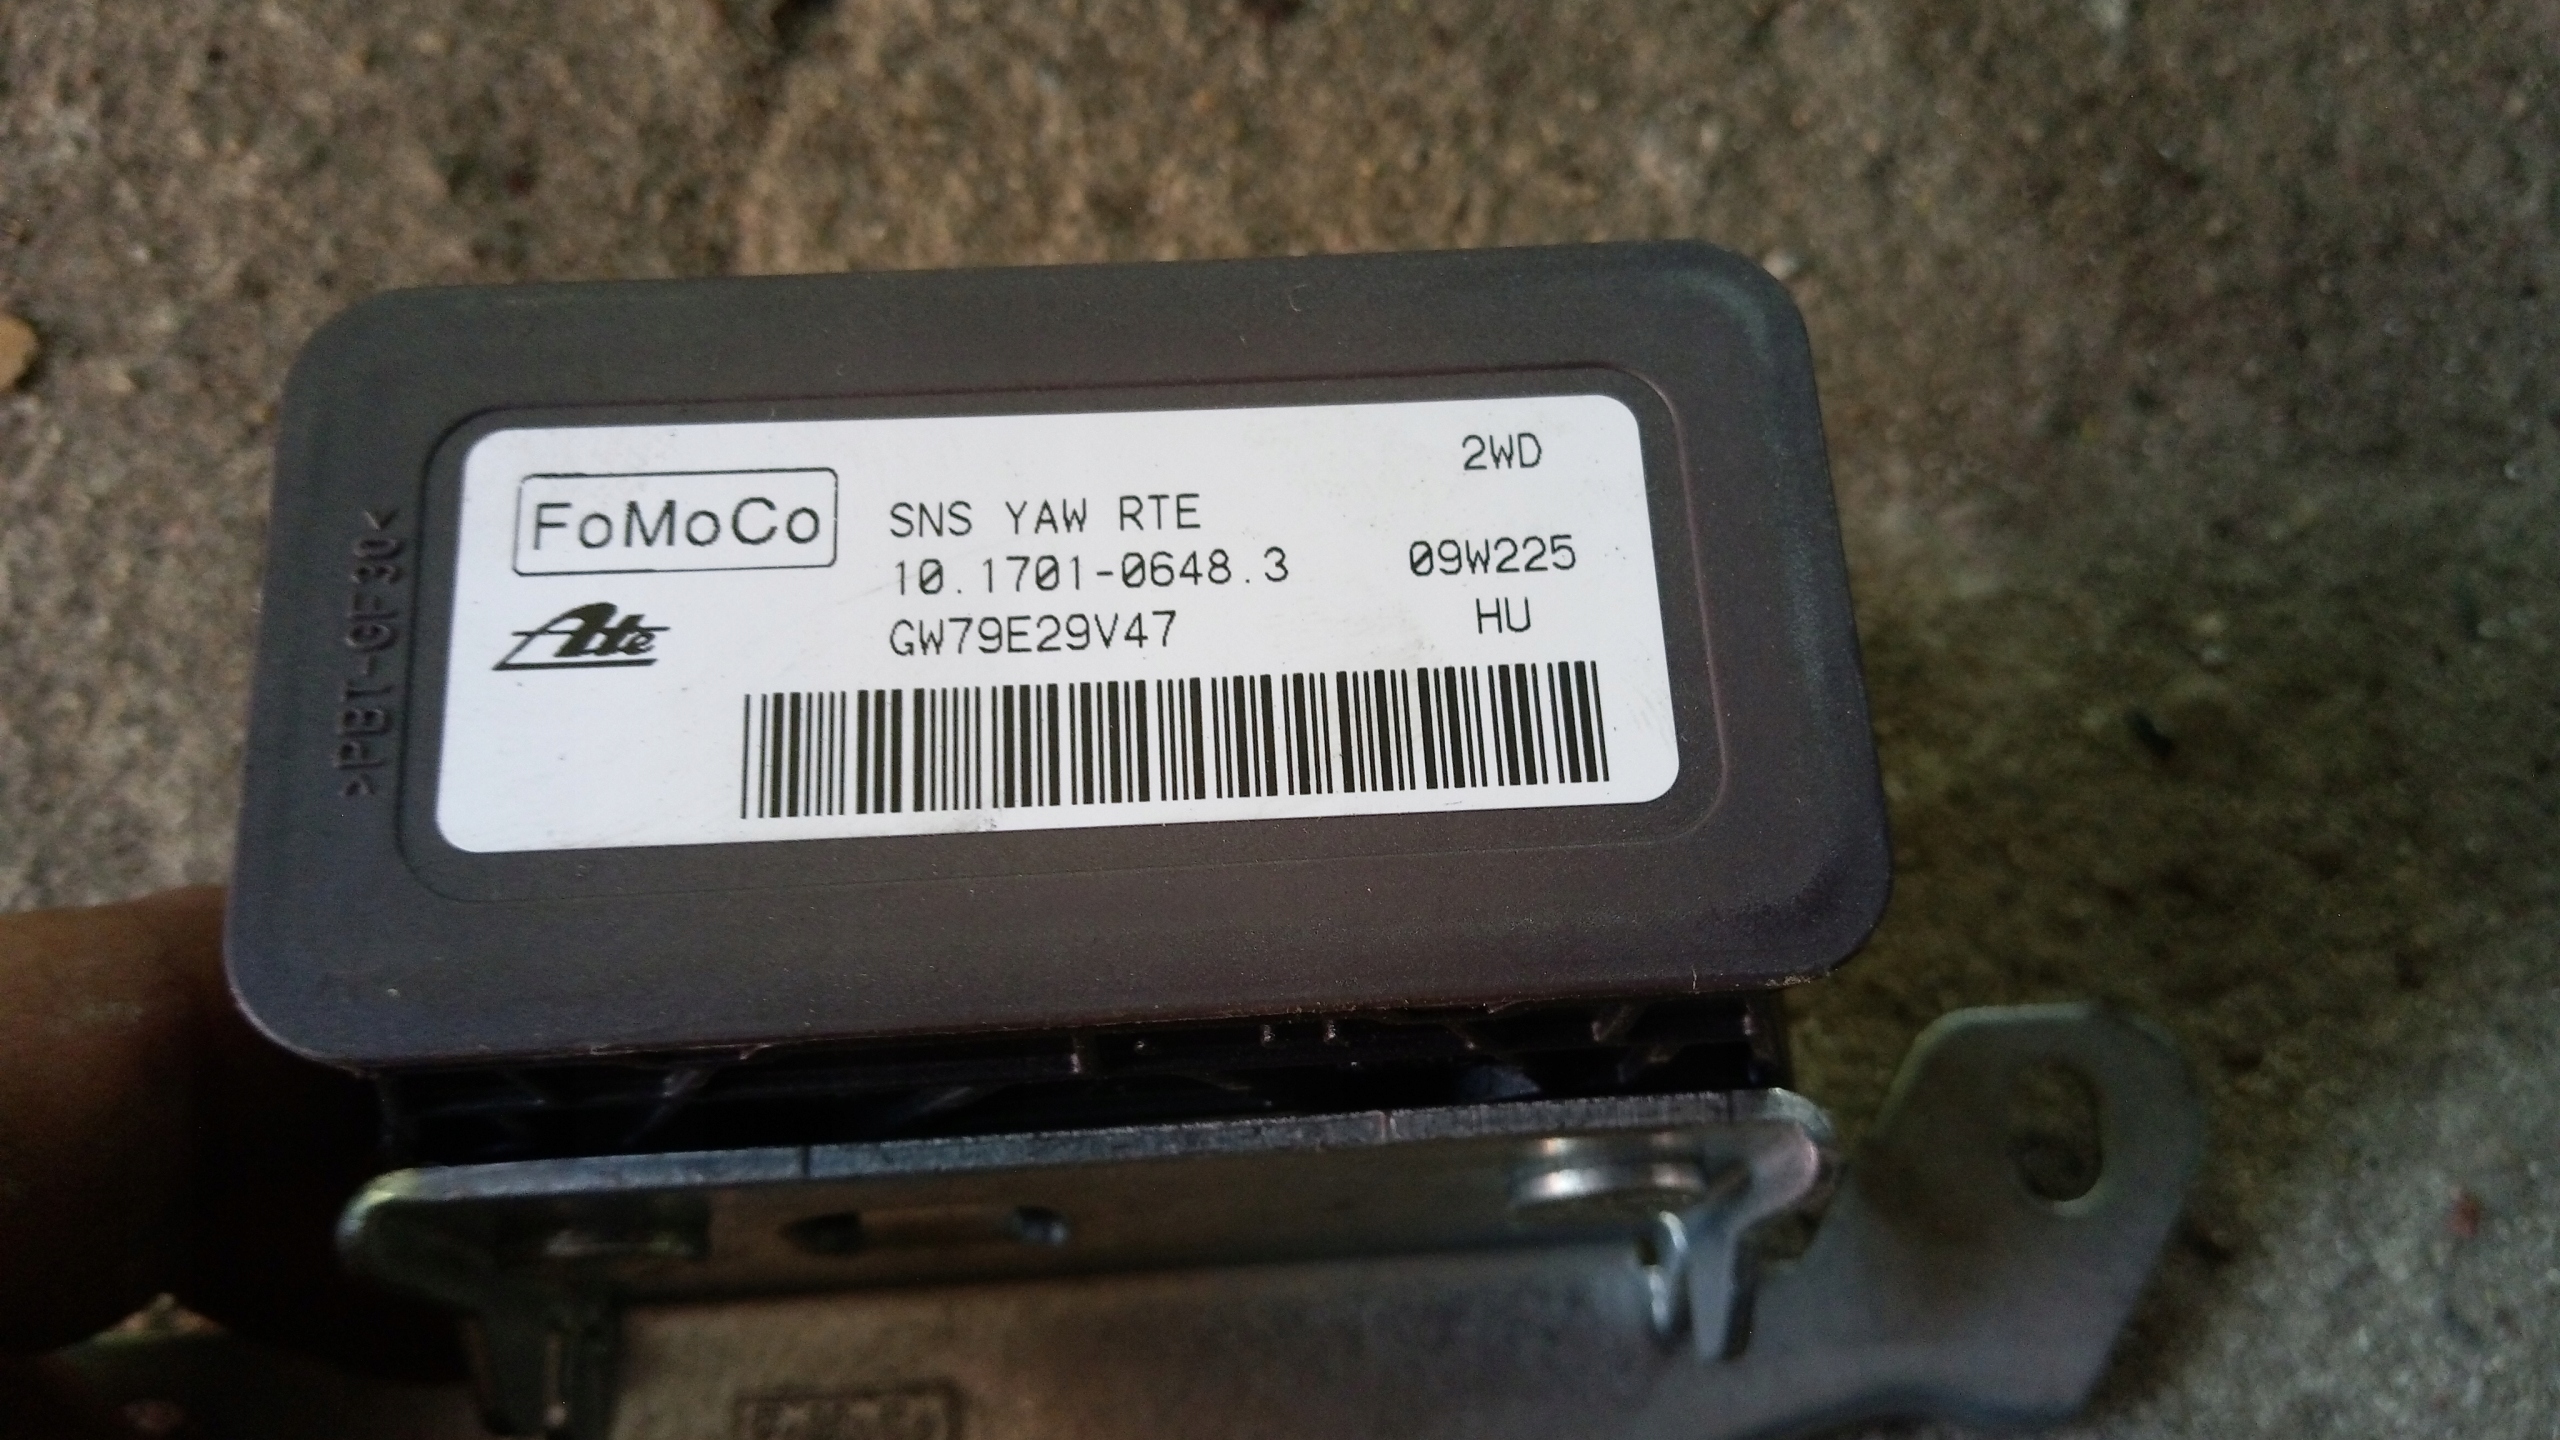 2WD
FoMoCo
SNS YAW RTE
10.1701-0648.3
09W225
Ate
GW79E29V47
HU
>PBT-GF30<